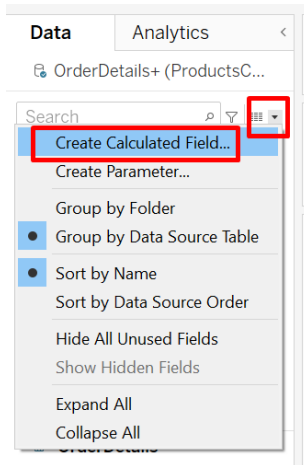 Data
Analytics
OrderDetails+ (ProductsC...
Search
Create Calculated Field...
Create Parameter...
Group by Folder
Group by Data Source Table
Sort by Name
Sort by Data Source Order
Hide All Unused Fields
Show Hidden Fields
Expand All
Collapse All